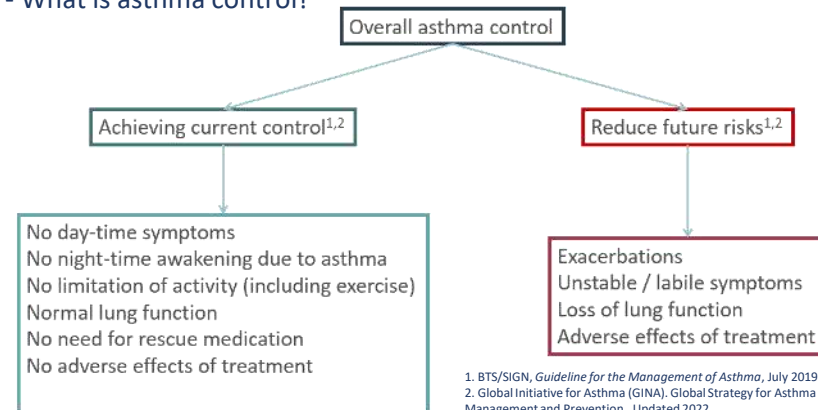 - What is asthma control?
Overall asthma control
Achieving current control1,2
Reduce future risks1,2
No day-time symptoms
No night-time awakening due to asthma
No limitation of activity (including exercise)
Normal lung function
No need for rescue medication
No adverse effects of treatment
Exacerbations
Unstable / labile symptoms
Loss of lung function
Adverse effects of treatment
1. BTS/SIGN, Guideline for the Management of Asthma, July 2019
2. Global Initiative for Asthma (GINA). Global Strategy for Asthma
Management and Prevention. Updated 2022